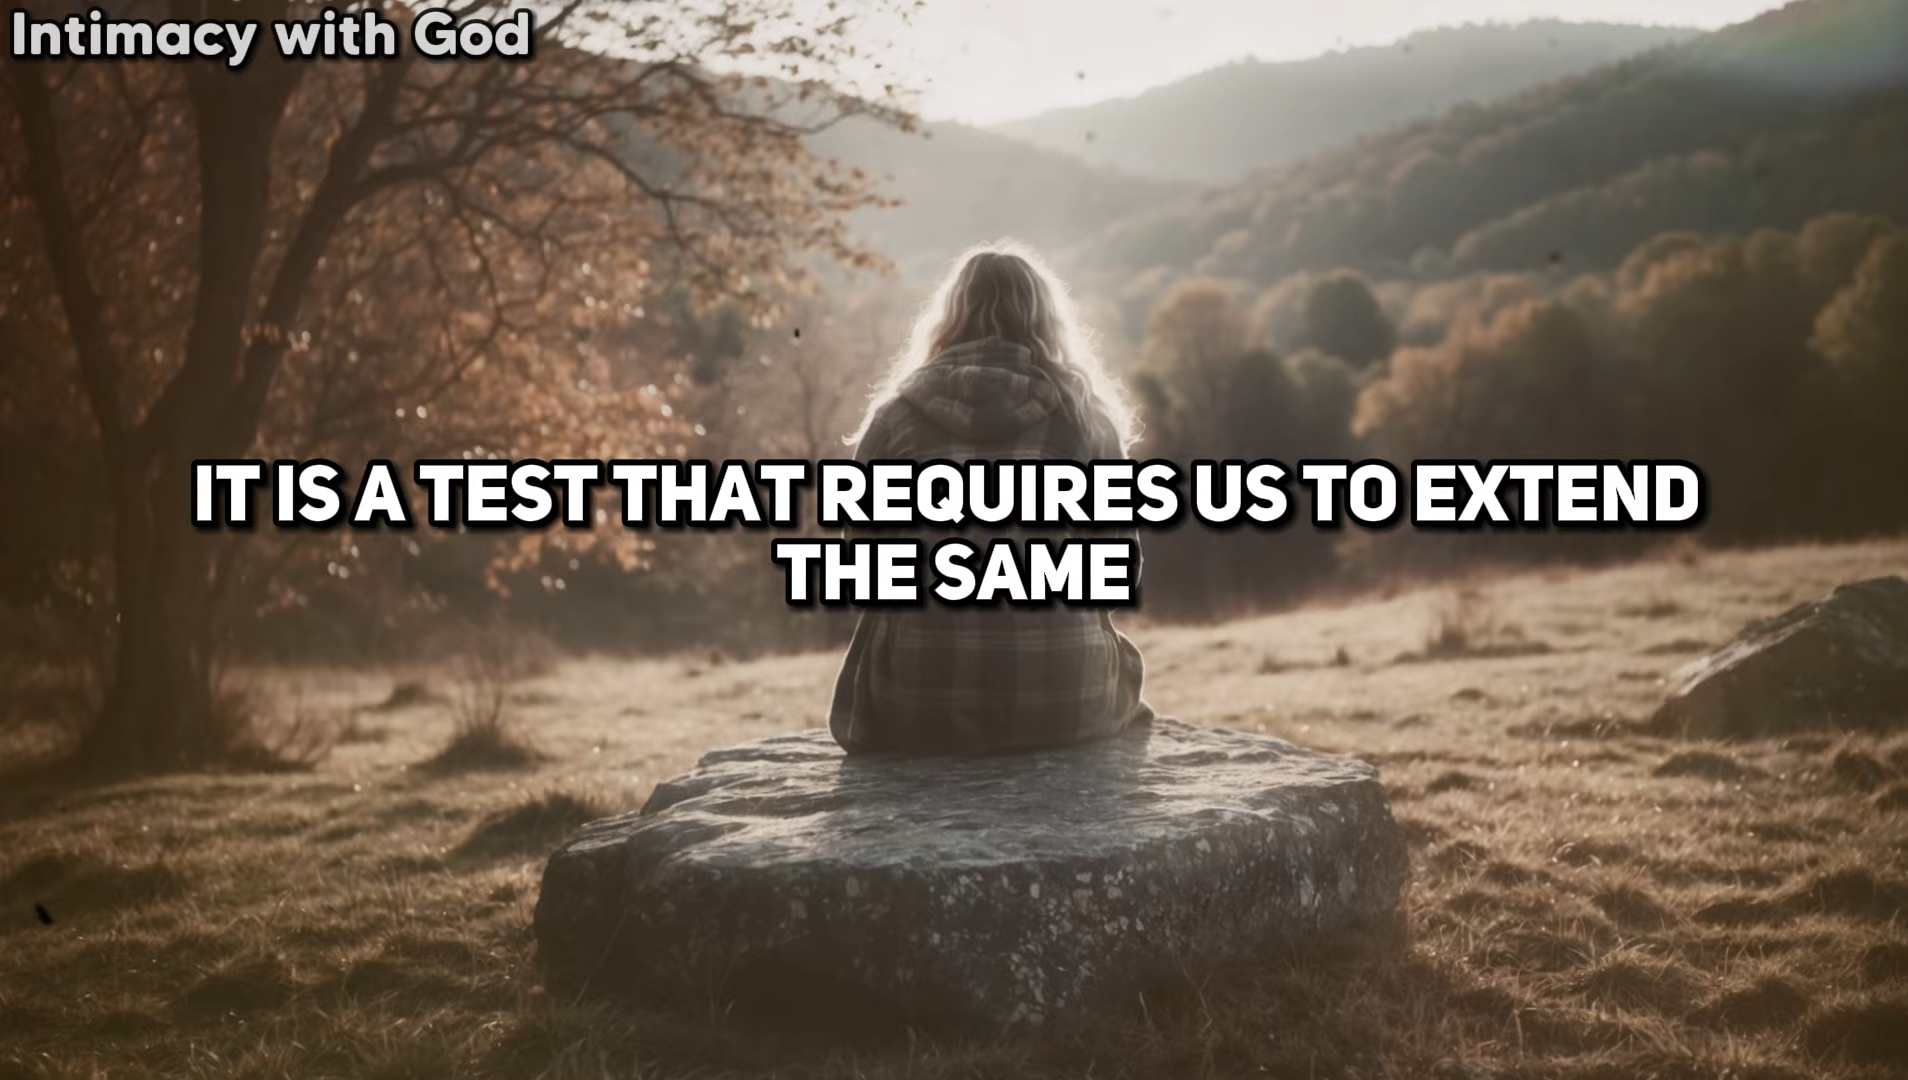 Intimacy with God
IT IS A TEST THAT REQUIRES US TO EXTEND
THE SAME